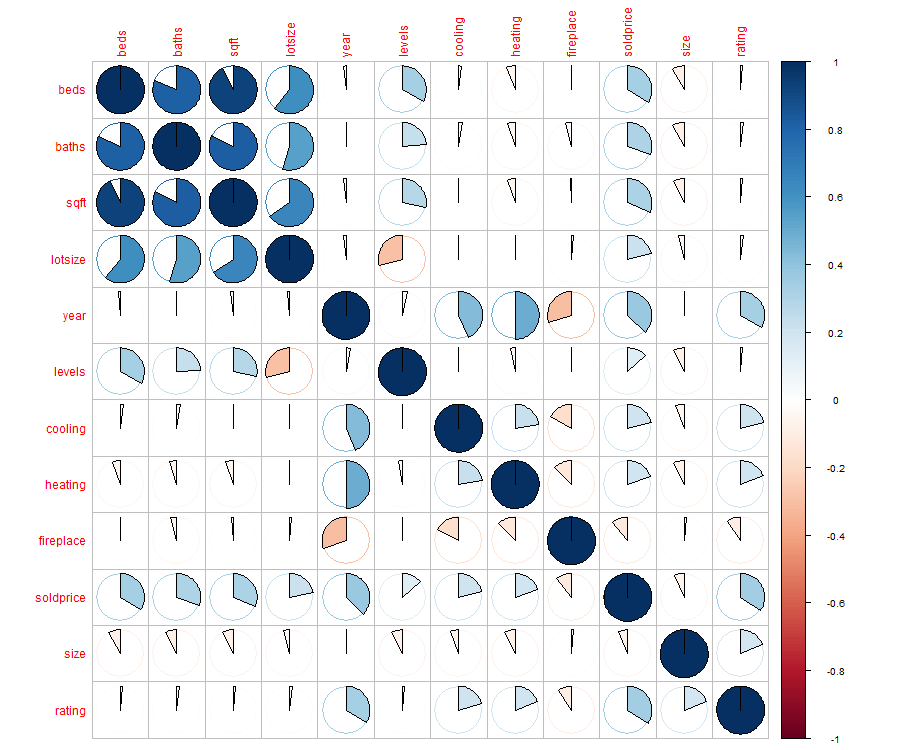 beds baths sqft lotsize year levels cooling heating fireplace soldprice size rating
beds
baths
sqft
lotsize
year
levels
cooling
heating
fireplace
soldprice
size
rating
1
0.8
0.6
0.4
0.2
0
-0.2
-0.4
-0.6
-0.8
-1